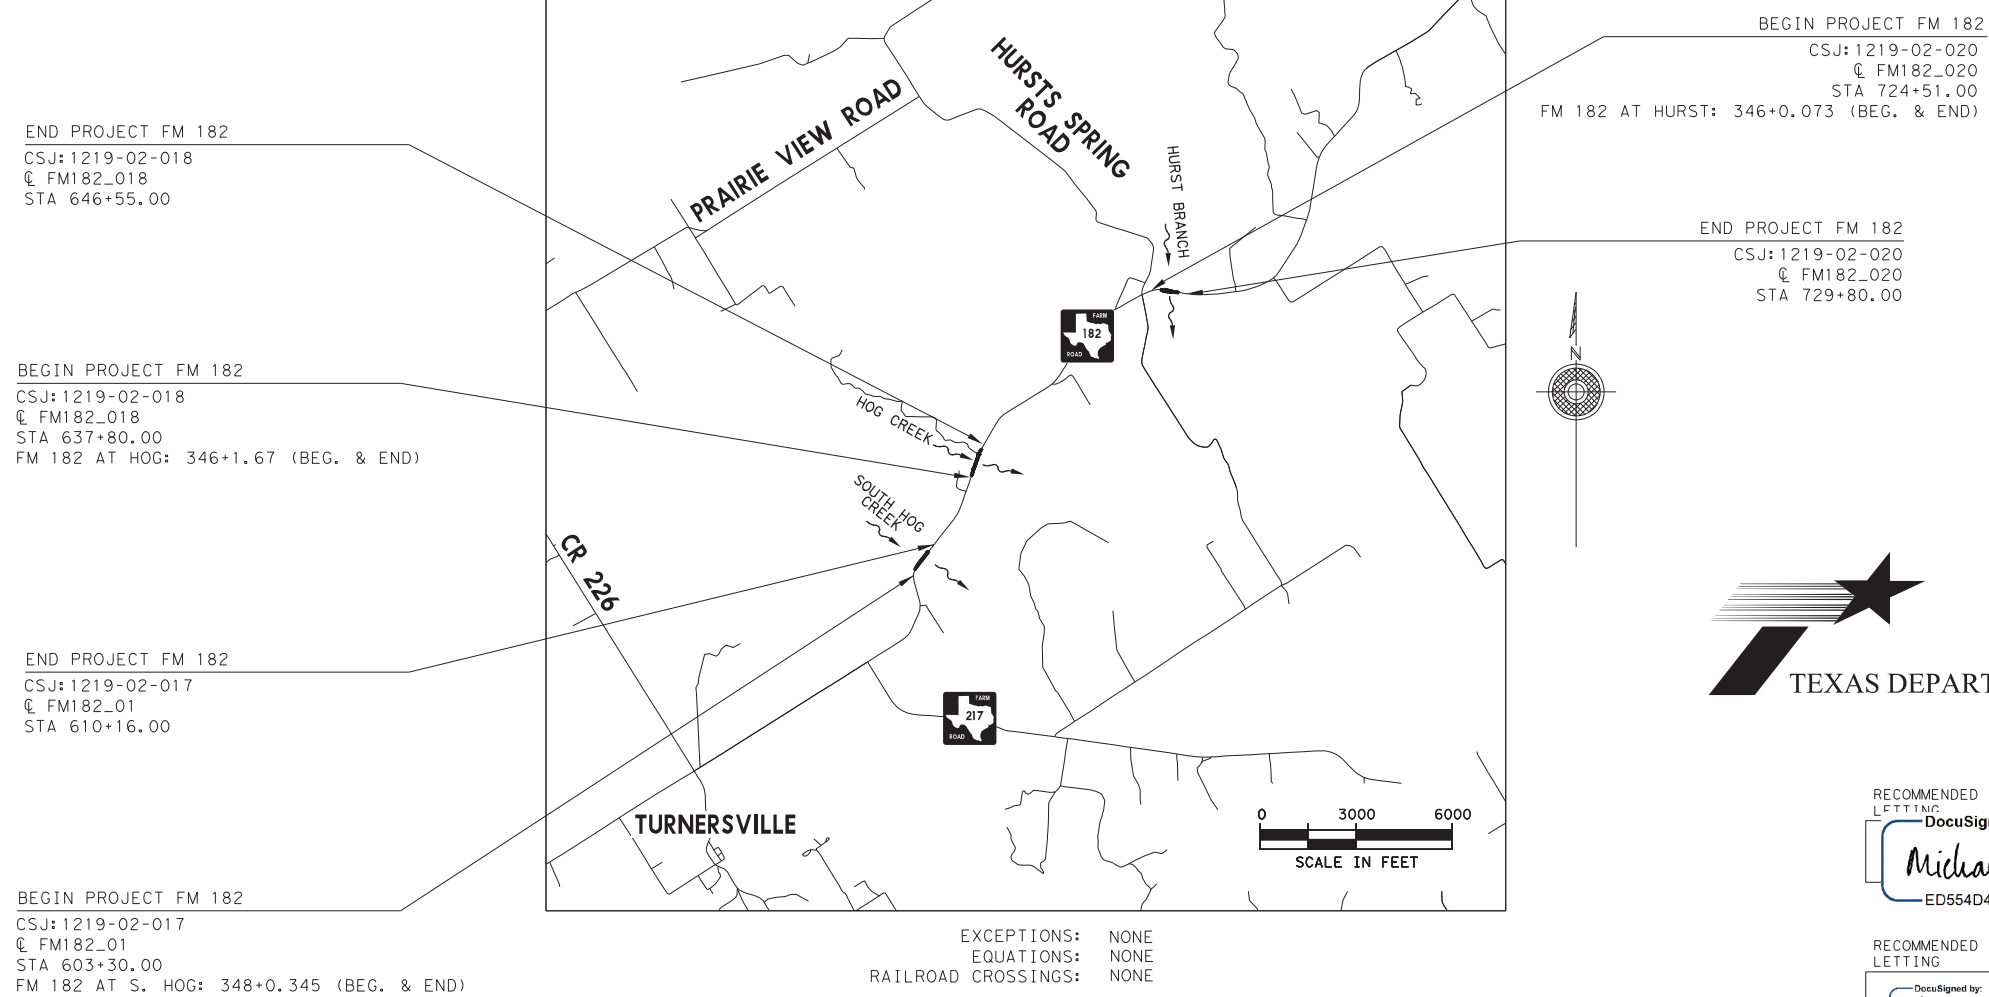 BEGIN PROJECT FM 182
CSJ:1219-02-020
℄ FM182_020
STA 724+51.00
FM 182 AT HURST: 346+0.073 (BEG. & END)
END PROJECT FM 182
CSJ:1219-02-018
℄ FM182_018
STA 646+55.00
END PROJECT FM 182
CSJ:1219-02-020
℄ FM182_020
STA 729+80.00
BEGIN PROJECT FM 182
CSJ:1219-02-018
℄ FM182_018
STA 637+80.00
FM 182 AT HOG: 346+1.67 (BEG. & END)
END PROJECT FM 182
CSJ:1219-02-017
℄ FM182_01
STA 610+16.00
BEGIN PROJECT FM 182
CSJ:1219-02-017
℄ FM182_01
STA 603+30.00
FM 182 AT S. HOG: 348+0.345 (BEG. & END)
PRAIRIE VIEW ROAD
HURSTS SPRING
ROAD
HURST BRANCH
FARM
182
ROAD
HOG CREEK
SOUTH HOG
CREEK
CR 226
FARM
217
ROAD
TURNERSVILLE
0 3000 6000
SCALE IN FEET
N
EXCEPTIONS: NONE
EQUATIONS: NONE
RAILROAD CROSSINGS: NONE
TEXAS DEPART
RECOMMENDED
LETTING
DocuSig
Micha
ED554D4
RECOMMENDED
LETTING
DocuSigned by: